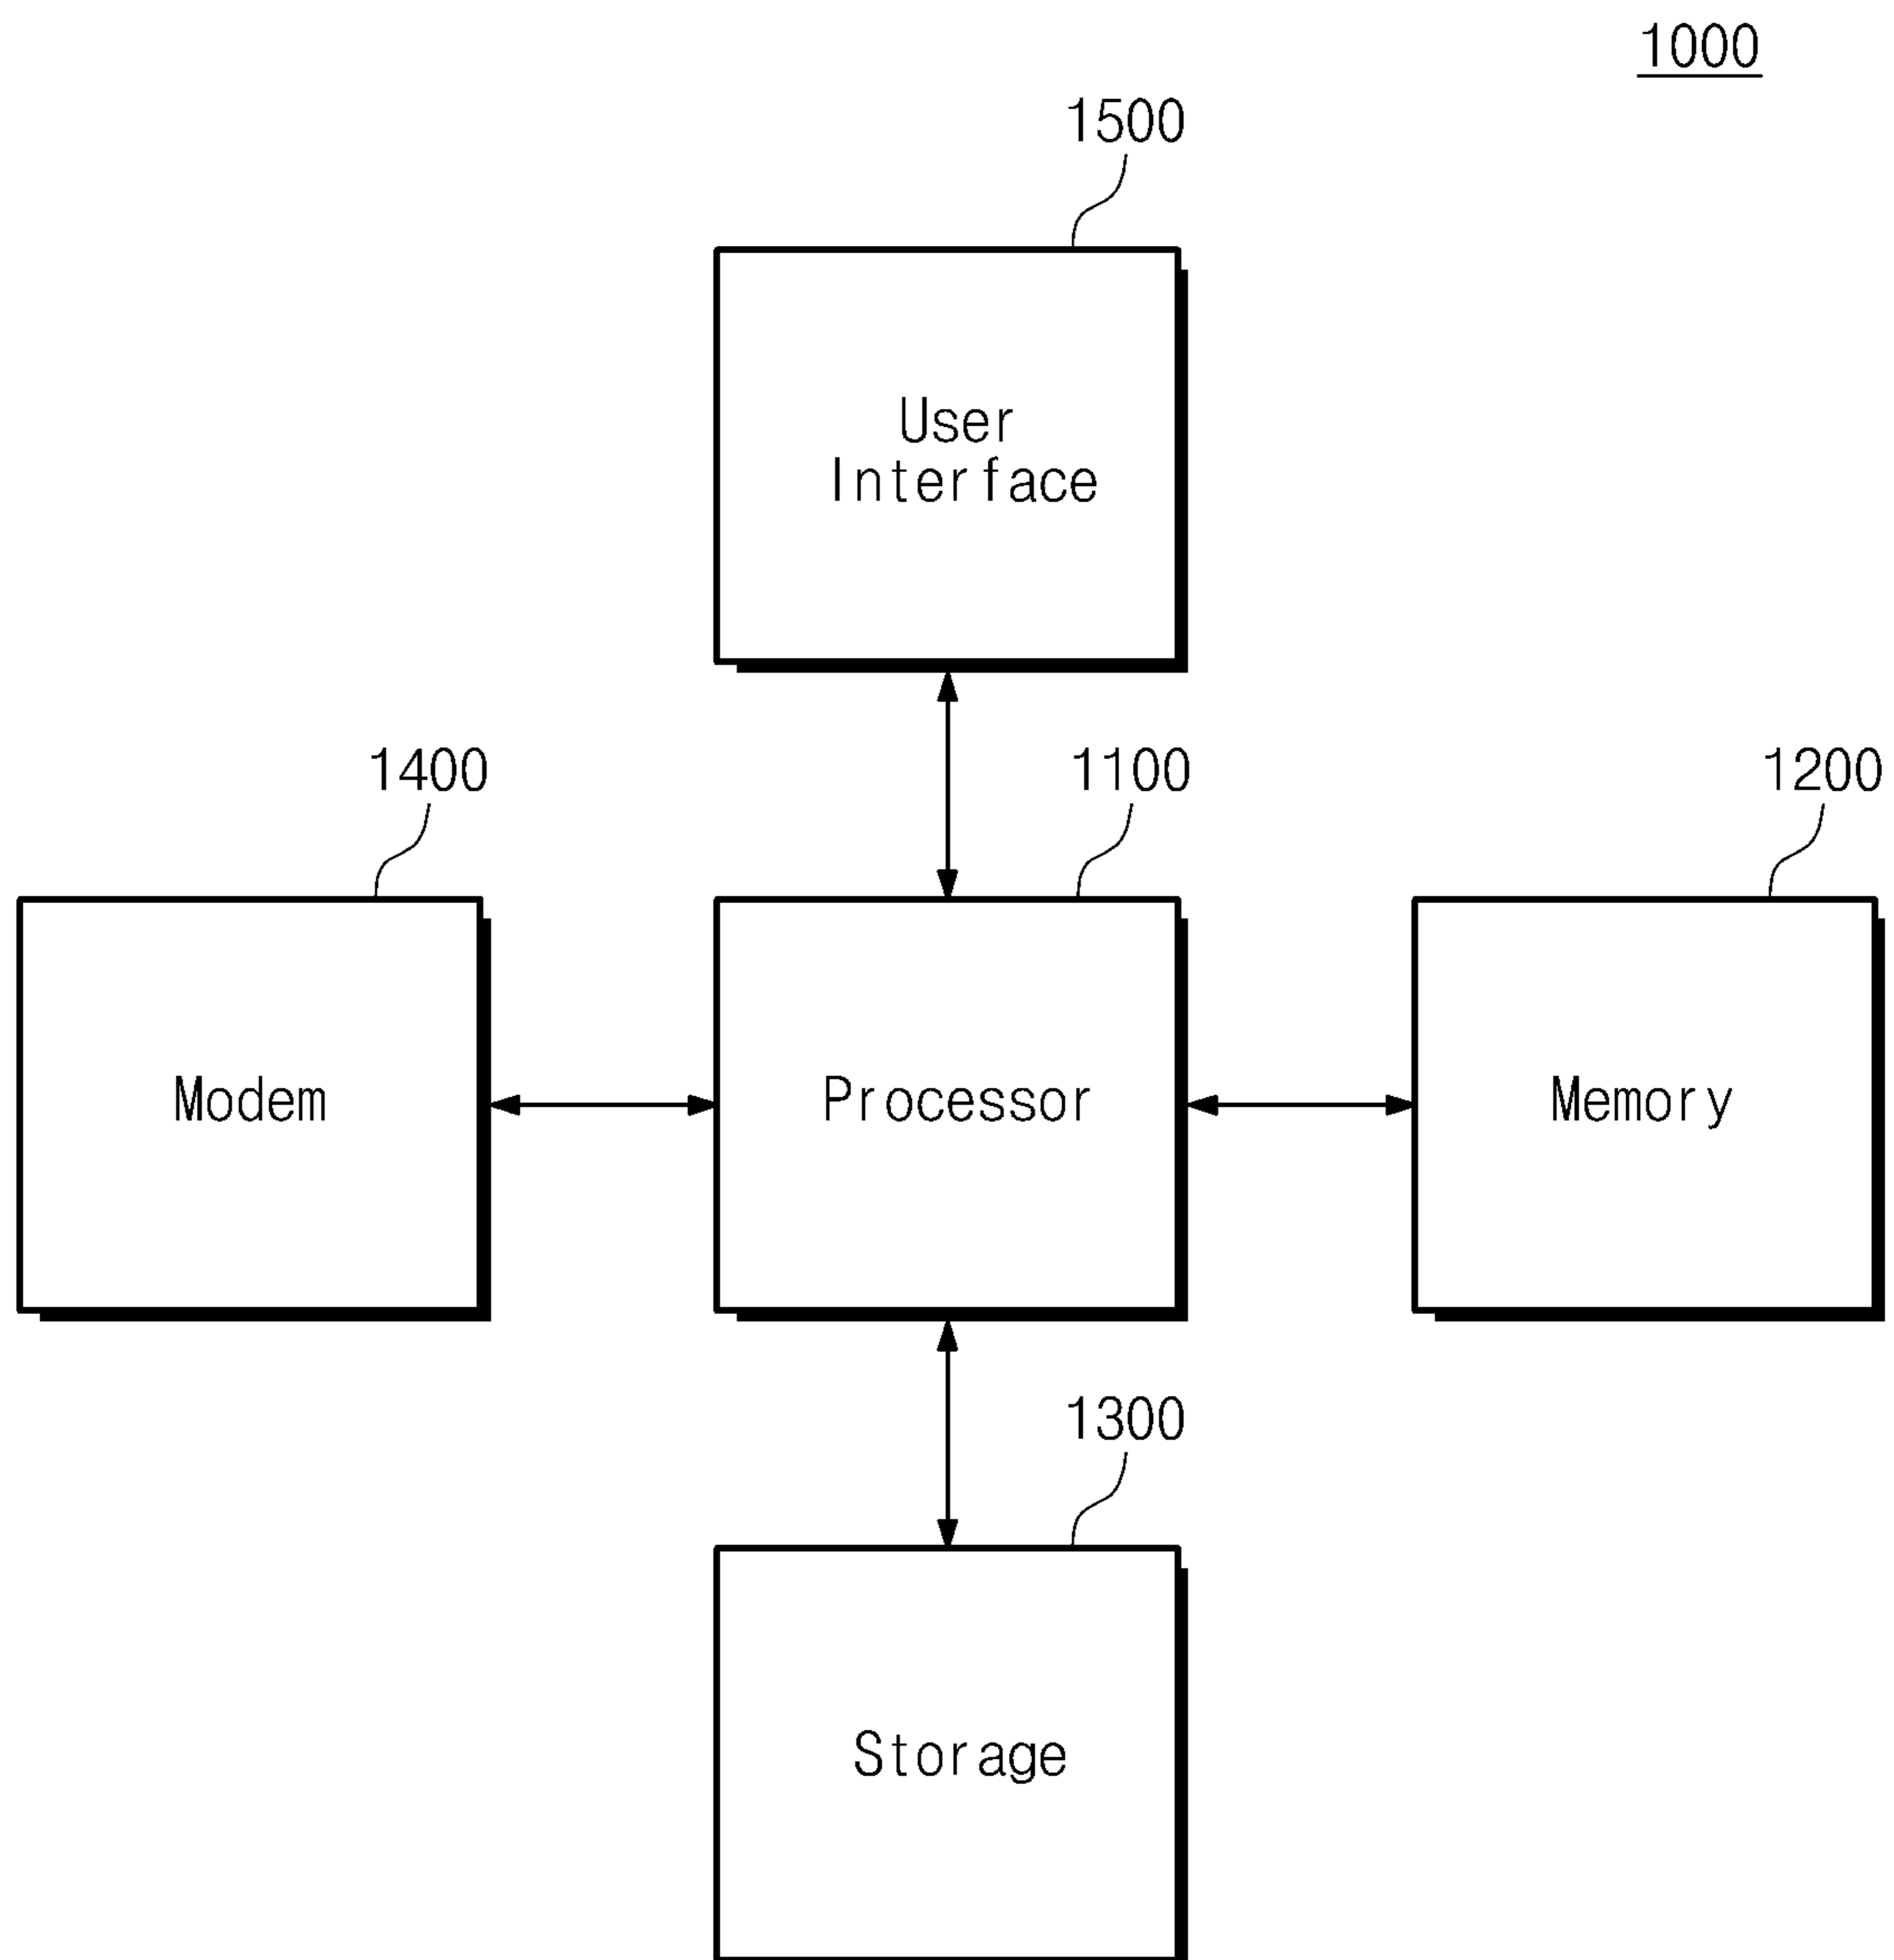 1000
1500
User
Interface
1400
1100
1200
Modem
Processor
Memory
1300
Storage